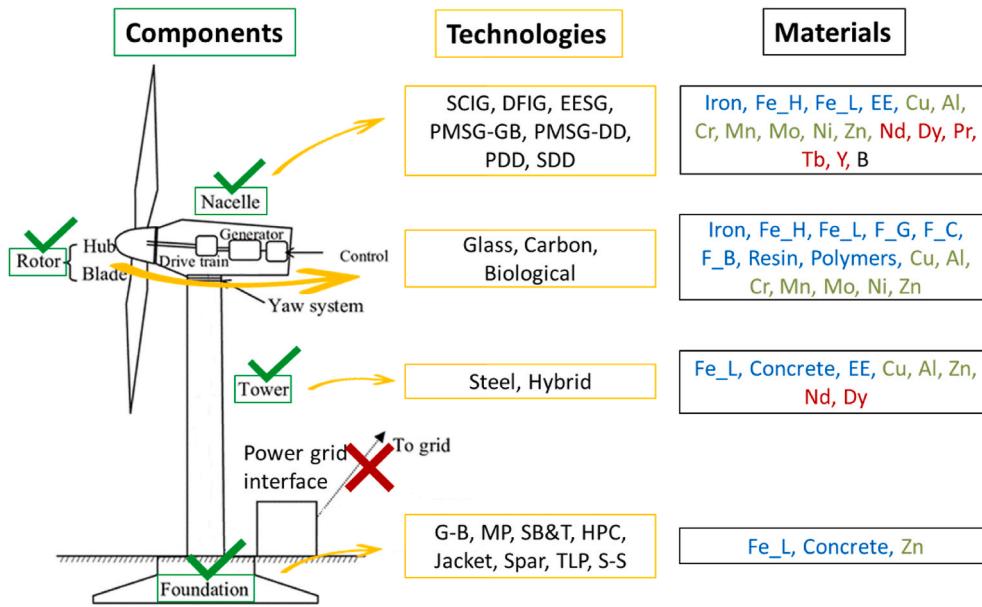 Components
Technologies
Materials
SCIG, DFIG, EESG,
PMSG-GB, PMSG-DD,
PDD, SDD
Iron, Fe_H, Fe_L, EE, Cu, Al,
Cr, Mn, Mo, Ni, Zn, Nd, Dy, Pr,
Tb, Y, B
Nacelle
Rotor
Hub
Blade
Generator
Drive train
Control
Yaw system
Glass, Carbon,
Biological
Iron, Fe_H, Fe_L, F_G, F_C,
F_B, Resin, Polymers, Cu, Al,
Cr, Mn, Mo, Ni, Zn
Tower
Steel, Hybrid
Fe_L, Concrete, EE, Cu, Al, Zn,
Nd, Dy
Power grid
interface
To grid
Foundation
G-B, MP, SB&T, HPC,
Jacket, Spar, TLP, S-S
Fe_L, Concrete, Zn